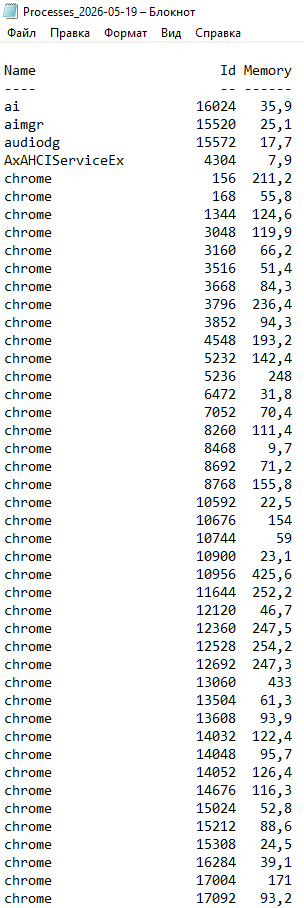 Processes_2026-05-19 – Блокнот
Файл Правка Формат Вид Справка
Name Id Memory
---- -- ------
ai 16024 35,9
aimgr 15520 25,1
audiodg 15572 17,7
AxAHCIServiceEx 4304 7,9
chrome 156 211,2
chrome 168 55,8
chrome 1344 124,6
chrome 3048 119,9
chrome 3160 66,2
chrome 3516 51,4
chrome 3668 84,3
chrome 3796 236,4
chrome 3852 94,3
chrome 4548 193,2
chrome 5232 142,4
chrome 5236 248
chrome 6472 31,8
chrome 7052 70,4
chrome 8260 111,4
chrome 8468 9,7
chrome 8692 71,2
chrome 8768 155,8
chrome 10592 22,5
chrome 10676 154
chrome 10744 59
chrome 10900 23,1
chrome 10956 425,6
chrome 11644 252,2
chrome 12120 46,7
chrome 12360 247,5
chrome 12528 254,2
chrome 12692 247,3
chrome 13060 433
chrome 13504 61,3
chrome 13608 93,9
chrome 14032 122,4
chrome 14048 95,7
chrome 14052 126,4
chrome 14676 116,3
chrome 15024 52,8
chrome 15212 88,6
chrome 15308 24,5
chrome 16284 39,1
chrome 17004 171
chrome 17092 93,2